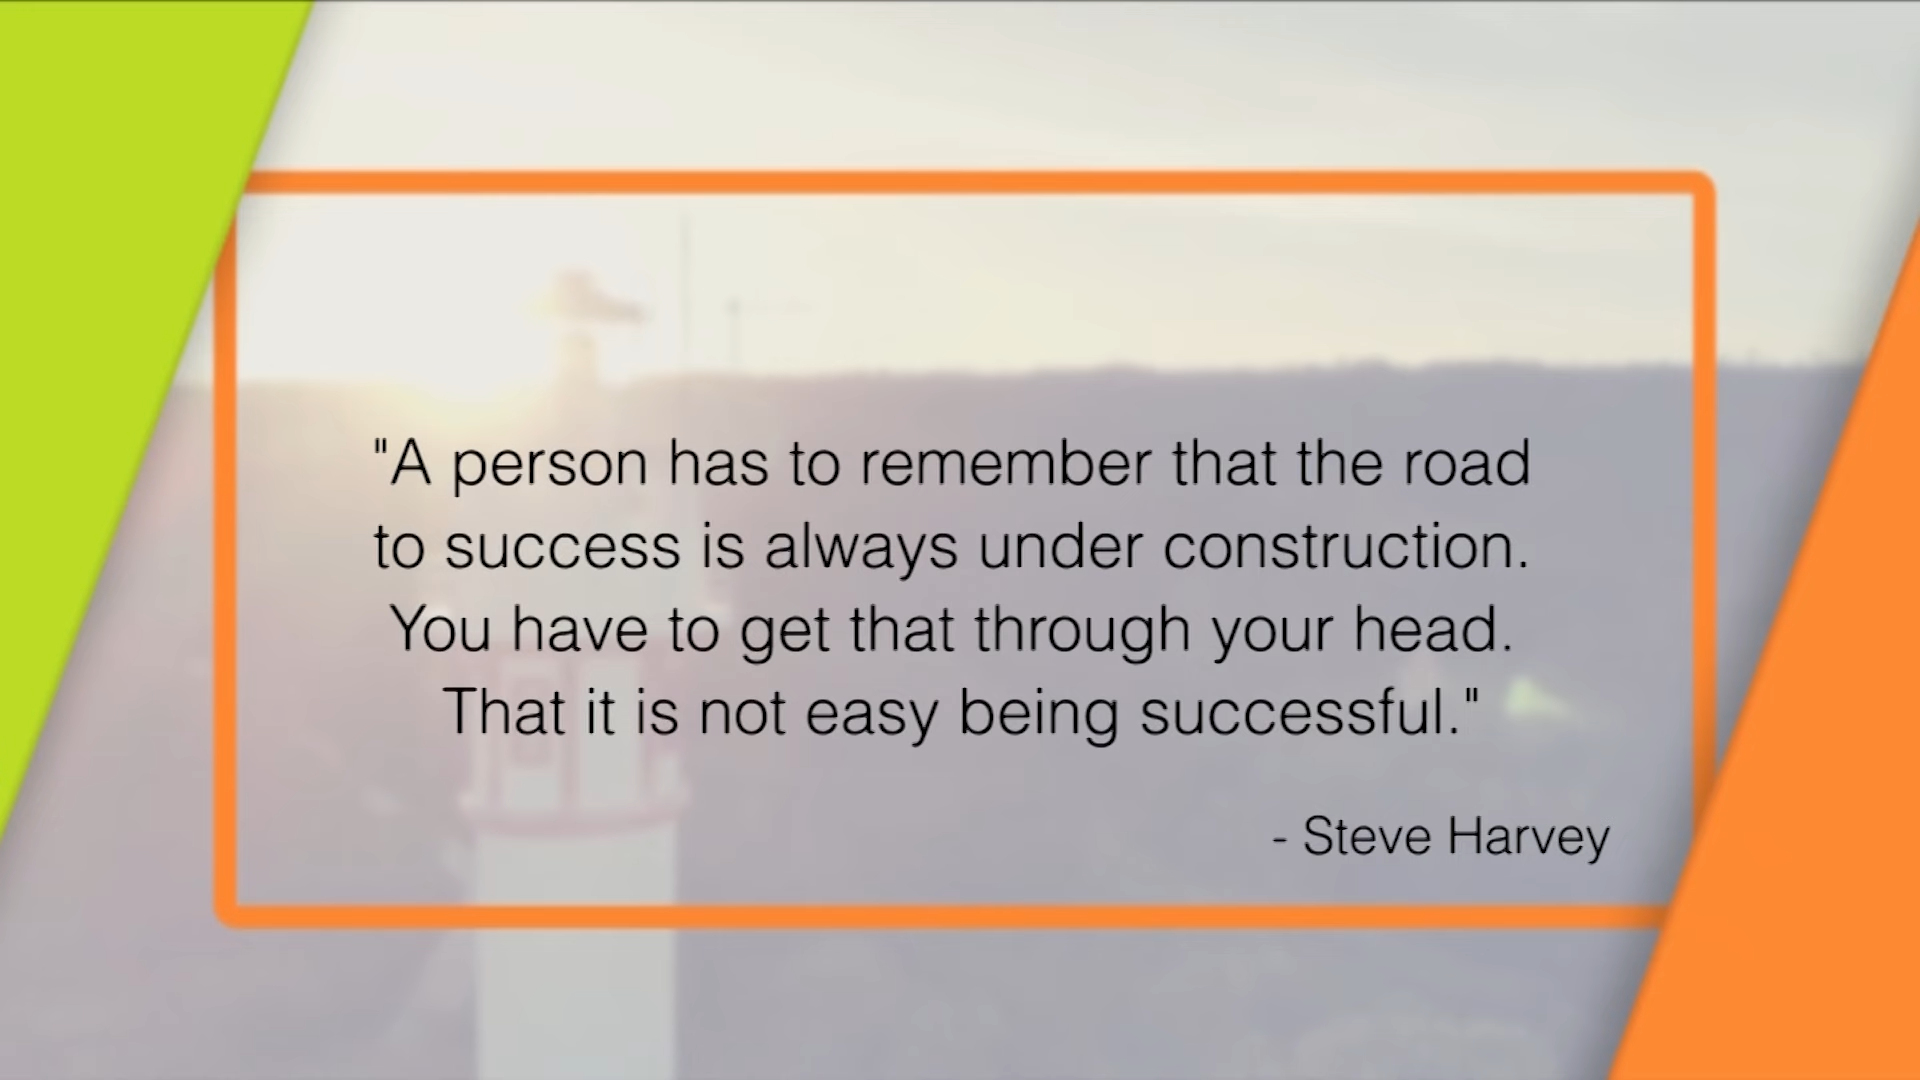 "A person has to remember that the road
to success is always under construction.
You have to get that through your head.
That it is not easy being successful."
- Steve Harvey